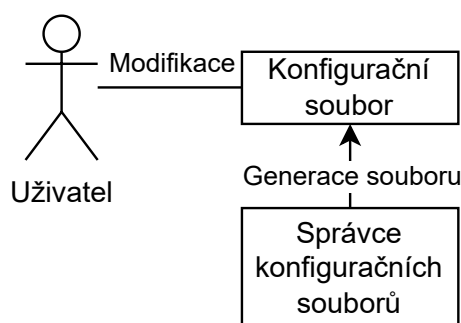 Modifikace
Konfigurační
soubor
Uživatel
Generace souboru
Správce
konfiguračních
souborů